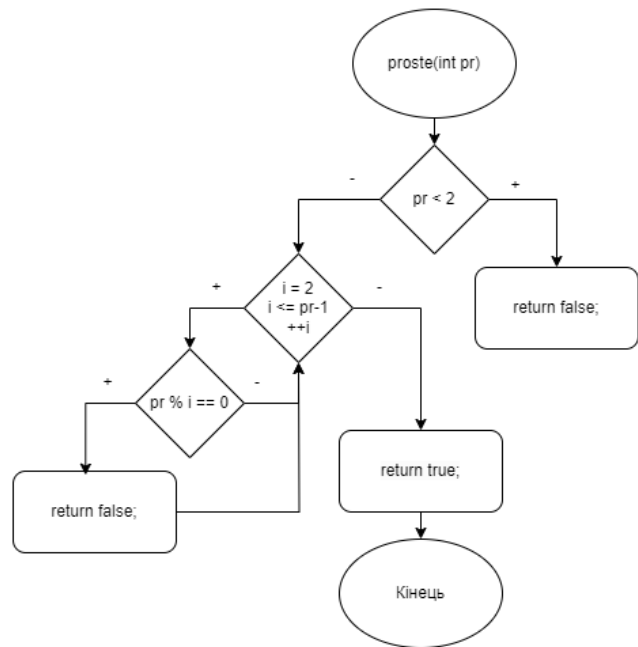 proste(int pr)
-
pr < 2
+
+
i = 2
i <= pr-1
++i
-
return false;
+
pr % i == 0
-
return false;
return true;
Кінець